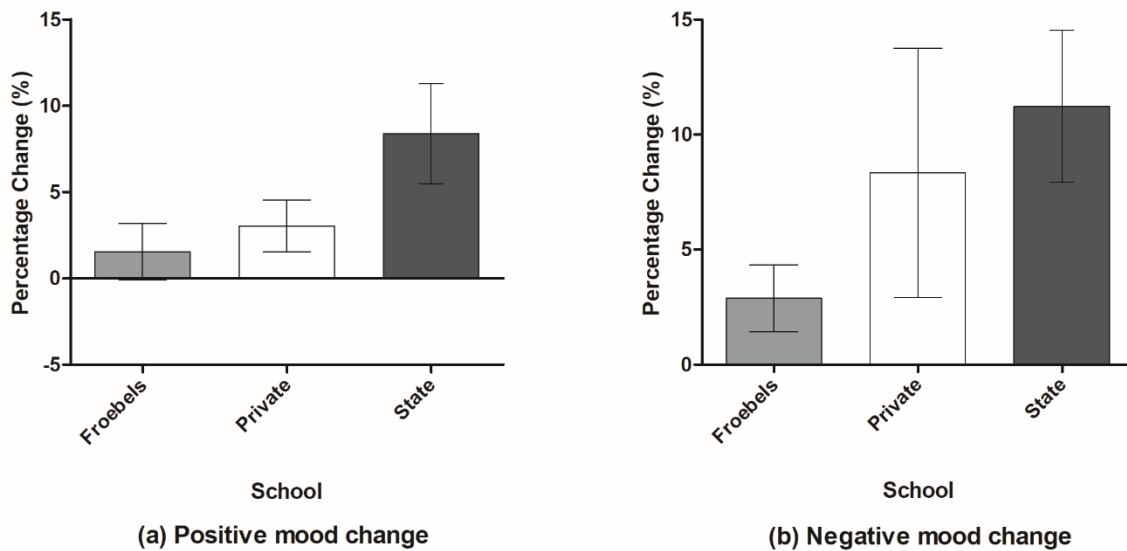 Percentage Change (%)
15
10
5
0
-5
Froebels
Private
State
School
(a) Positive mood change
Percentage Change (%)
15
10
5
0
Froebels
Private
State
School
(b) Negative mood change